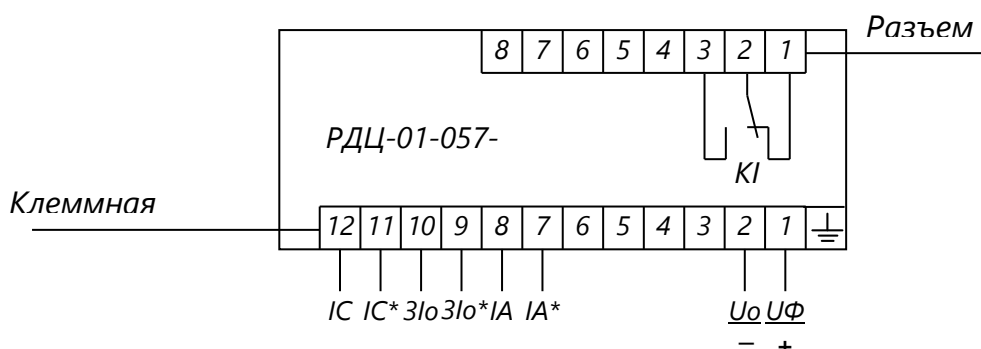 Разъем
8 7 6 5 4 3 2 1
РДЦ-01-057-
KI
Клеммная
12 11 10 9 8 7 6 5 4 3 2 1
IC IC* 3Io 3Io* IA IA* Uo UФ
– +